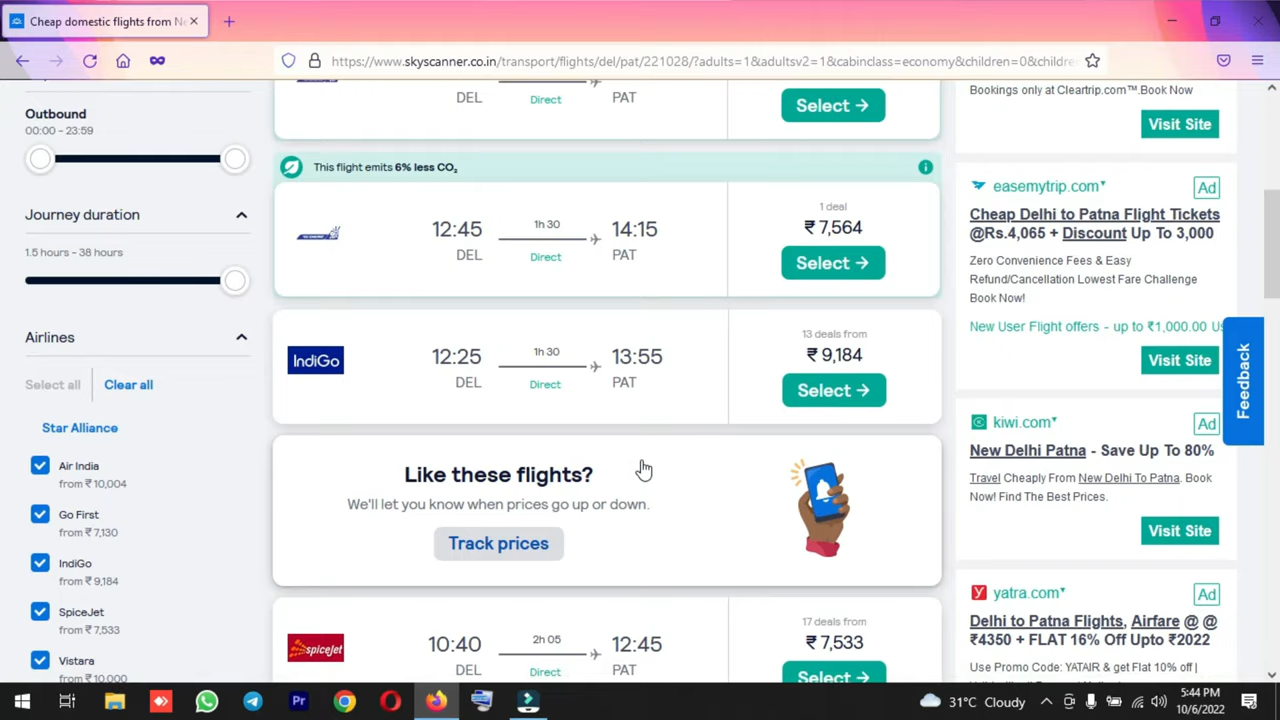 Cheap domestic flights from Ne
https://www.skyscanner.co.in/transport/flights/del/pat/221028/?adults=1&adultsv2=1&cabinclass=economy&children=0&childre
Outbound
00:00 - 23:59
Journey duration
1.5 hours - 38 hours
Airlines
Select all
Clear all
Star Alliance
Air India
from ₹ 10,004
Go First
from ₹ 7,130
IndiGo
from ₹ 9,184
SpiceJet
from ₹ 7,533
Vistara
from ₹ 10,000
DEL
Direct
PAT
Select →
This flight emits 6% less CO₂
12:45
1h 30
14:15
DEL
Direct
PAT
1 deal
₹ 7,564
Select →
IndiGo
12:25
1h 30
13:55
DEL
Direct
PAT
13 deals from
₹ 9,184
Select →
Like these flights?
We'll let you know when prices go up or down.
Track prices
spicejet
10:40
2h 05
12:45
DEL
Direct
PAT
17 deals from
₹ 7,533
Select →
Bookings only at Cleartrip.com™.Book Now
Visit Site
easemytrip.com
Ad
Cheap Delhi to Patna Flight Tickets
@Rs.4,065 + Discount Up To 3,000
Zero Convenience Fees & Easy
Refund/Cancellation Lowest Fare Challenge
Book Now!
New User Flight offers - up to ₹1,000.00 U
Visit Site
kiwi.com
Ad
New Delhi Patna - Save Up To 80%
Travel Cheaply From New Delhi To Patna. Book
Now! Find The Best Prices.
Visit Site
yatra.com
Ad
Delhi to Patna Flights, Airfare @ @
₹4350 + FLAT 16% Off Upto ₹2022
Use Promo Code: YATAIR & get Flat 10% off |
Feedback
Pr
31°C Cloudy
5:44 PM
10/6/2022